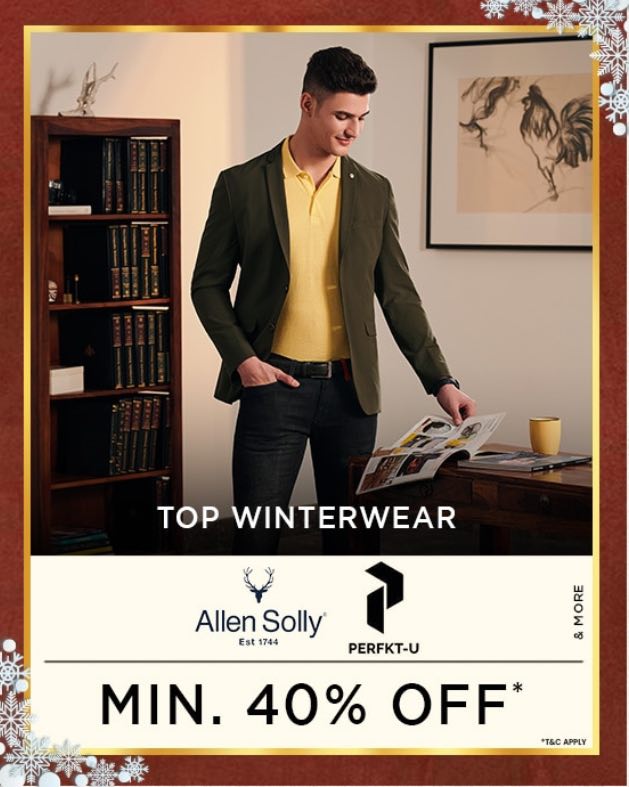 TOP WINTERWEAR
Allen Solly®
Est 1744
PERFKT-U
& MORE
MIN. 40% OFF*
*T&C APPLY